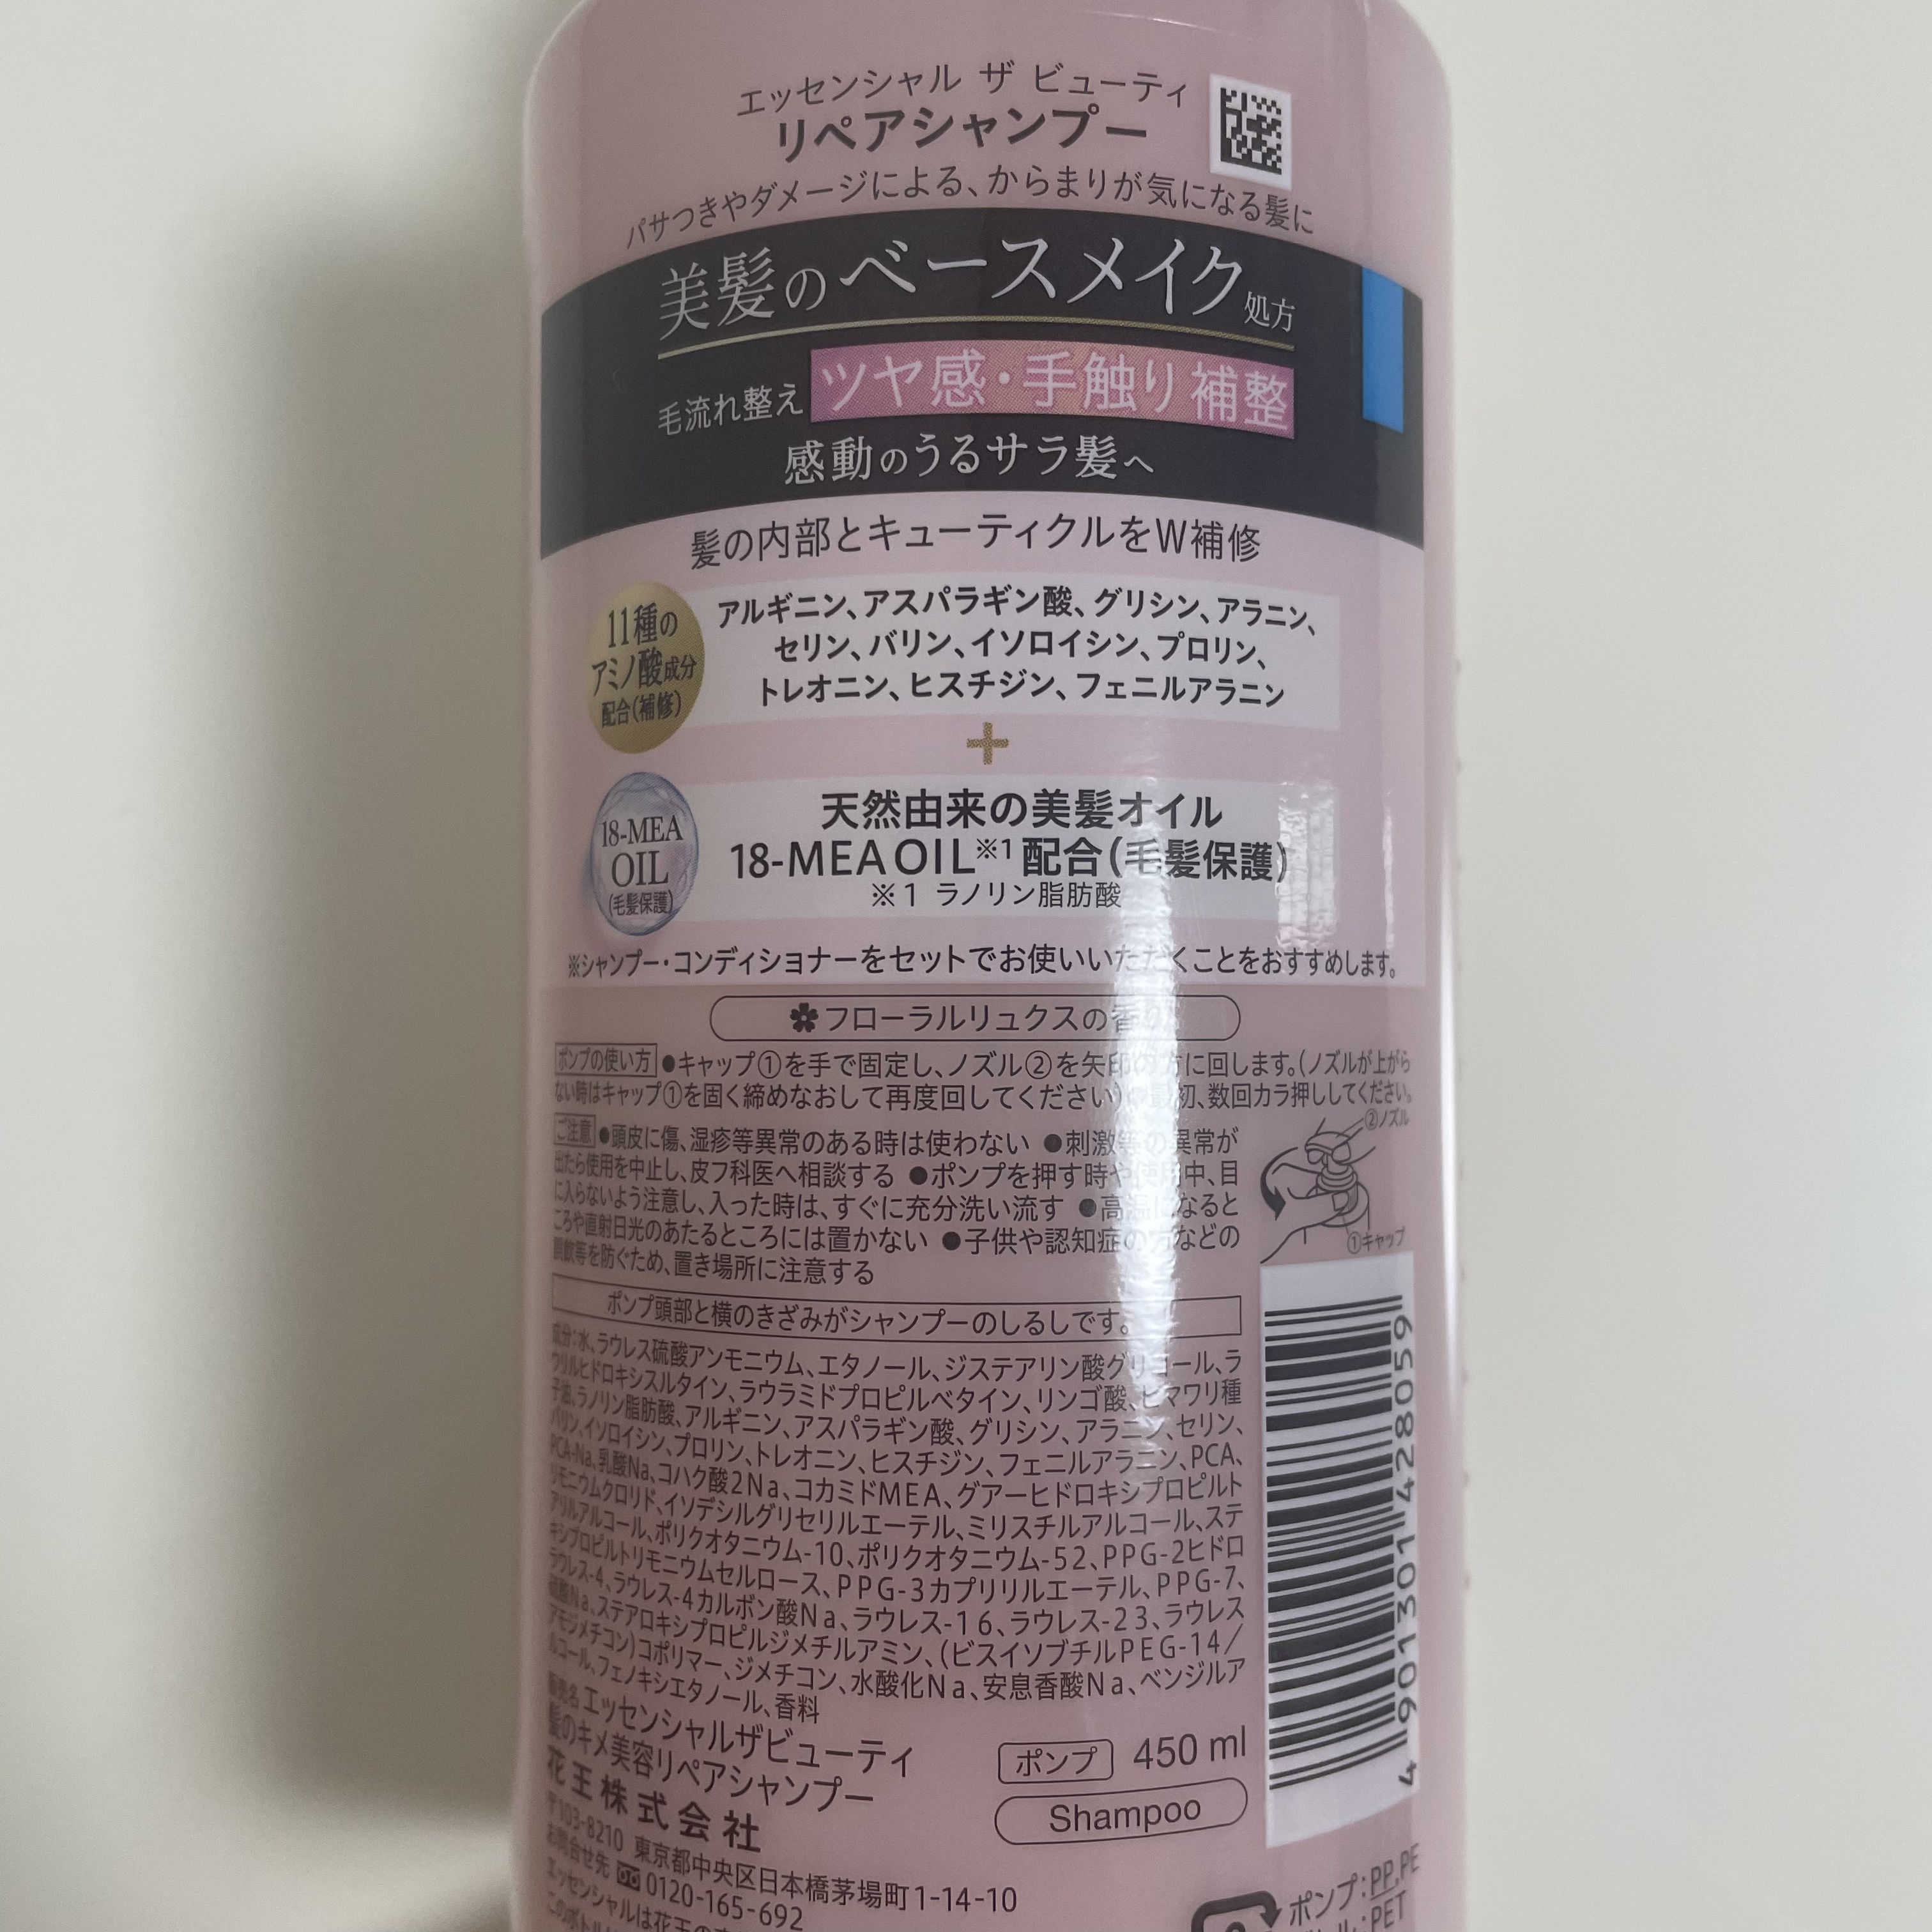 エッセンシャル ザ ビューティ
リペアシャンプー
パサつきやダメージによる、からまりが気になる髪に
美髪のベースメイク処方
毛流れ整え ツヤ感・手触り補整
感動のうるサラ髪へ
髪の内部とキューティクルをW補修
11種の
アミノ酸成分
配合(補修)
アルギニン、アスパラギン酸、グリシン、アラニン、
セリン、バリン、イソロイシン、プロリン、
トレオニン、ヒスチジン、フェニルアラニン
+
18-MEA
OIL
(毛髪保護)
天然由来の美髪オイル
18-MEA OIL※1配合(毛髪保護)
※1 ラノリン脂肪酸
※シャンプー・コンディショナーをセットでお使いいただくことをおすすめします。
フローラルリュクスの香り
ポンプの使い方 ●キャップ①を手で固定し、ノズル②を矢印の方に回します。(ノズルが上がら
ない時はキャップ①を固く締めなおして再度回してください)●最初、数回カラ押ししてください。
ご注意 ●頭皮に傷、湿疹等異常のある時は使わない ●刺激等の異常が
出たら使用を中止し、皮フ科医へ相談する ●ポンプを押す時や使用中、目
に入らないよう注意し、入った時は、すぐに充分洗い流す ●高温になると
ころや直射日光のあたるところには置かない ●子供や認知症の方などの
誤飲等を防ぐため、置き場所に注意する
②ノズル
①キャップ
ポンプ頭部と横のきざみがシャンプーのしるしです。
成分:水、ラウレス硫酸アンモニウム、エタノール、ジステアリン酸グリコール、ラ
ウリルヒドロキシスルタイン、ラウラミドプロピルベタイン、リンゴ酸、ヒマワリ種
子油、ラノリン脂肪酸、アルギニン、アスパラギン酸、グリシン、アラニン、セリン、
バリン、イソロイシン、プロリン、トレオニン、ヒスチジン、フェニルアラニン、PCA、
PCA-Na、乳酸Na、コハク酸2Na、コカミドMEA、グアーヒドロキシプロピルト
リモニウムクロリド、イソデシルグリセリルエーテル、ミリスチルアルコール、ステ
アリルアルコール、ポリクオタニウム-10、ポリクオタニウム-52、PPG-2ヒドロ
キシプロピルトリモニウムセルロース、PPG-3カプリリルエーテル、PPG-7、
ラウレス-4、ラウレス-4カルボン酸Na、ラウレス-16、ラウレス-23、ラウレス
硫酸Na、ステアロキシプロピルジメチルアミン、(ビスイソブチルPEG-14/
アモジメチコン)コポリマー、ジメチコン、水酸化Na、安息香酸Na、ベンジルア
ルコール、フェノキシエタノール、香料
販売名 エッセンシャルザビューティ
髪のキメ美容リペアシャンプー
花王株式会社
〒103-8210 東京都中央区日本橋茅場町1-14-10
お問合せ先 0120-165-692
エッセンシャルは花王の
このボトルは
ポンプ 450 ml
Shampoo
4901301428059
ポンプ:PP,PE
PET